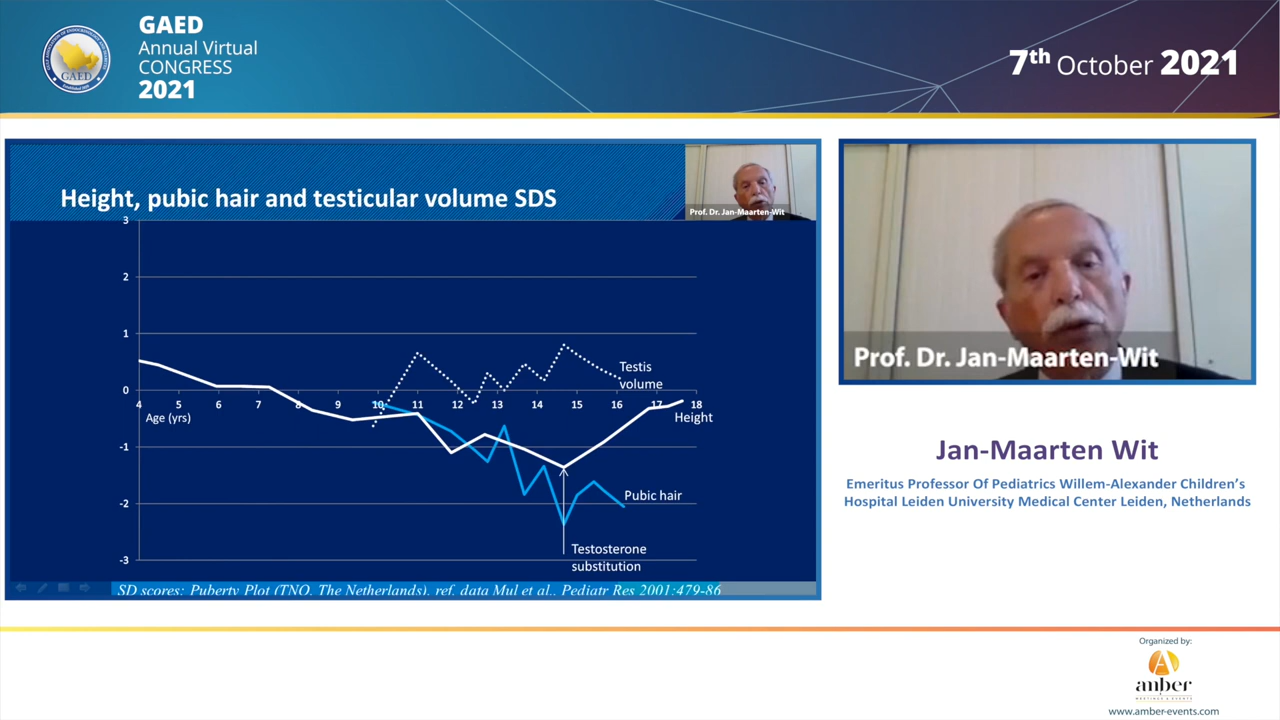 GAED
Annual Virtual
CONGRESS
2021
GAED
7th October 2021
Height, pubic hair and testicular volume SDS
Prof. Dr. Jan-Maarten-Wit
3
2
1
0
-1
-2
-3
4 5 6 7 8 9 10 11 12 13 14 15 16 17 18
Age (yrs)
Testis
volume
Height
Pubic hair
Testosterone
substitution
SD scores: Puberty Plot (TNO, The Netherlands), ref. data Mul et al., Pediatr Res 2001:479-86
Prof. Dr. Jan-Maarten-Wit
Jan-Maarten Wit
Emeritus Professor Of Pediatrics Willem-Alexander Children’s
Hospital Leiden University Medical Center Leiden, Netherlands
Organized by:
anber
www.amber-events.com